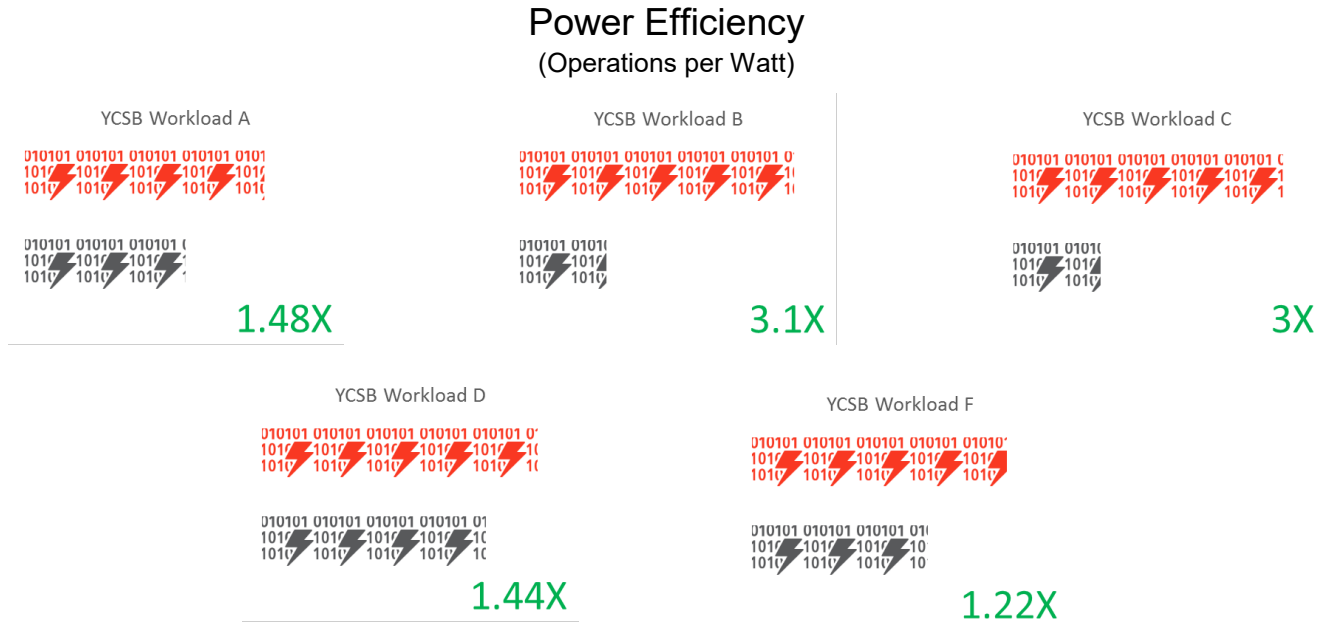 Power Efficiency
(Operations per Watt)
YCSB Workload A
1.48X
YCSB Workload B
3.1X
YCSB Workload C
3X
YCSB Workload D
1.44X
YCSB Workload F
1.22X